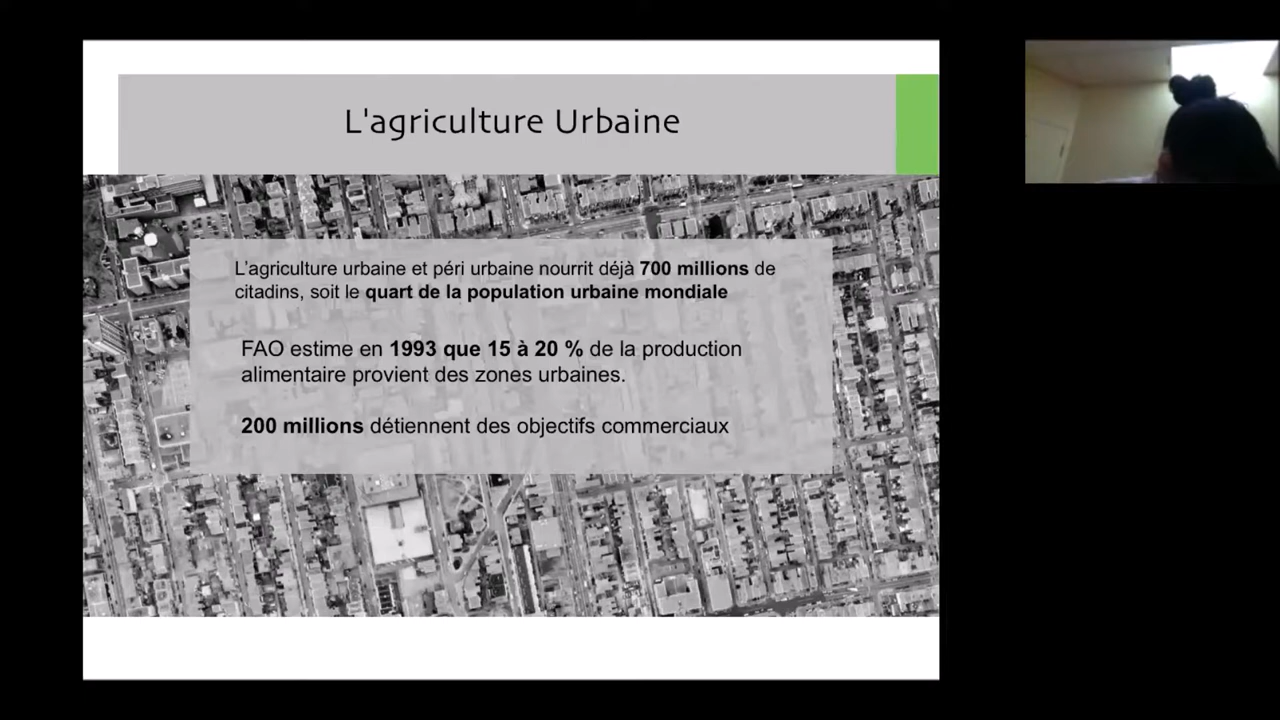 L'agriculture Urbaine
L'agriculture urbaine et péri urbaine nourrit déjà 700 millions de
citadins, soit le quart de la population urbaine mondiale
FAO estime en 1993 que 15 à 20 % de la production
alimentaire provient des zones urbaines.
200 millions détiennent des objectifs commerciaux